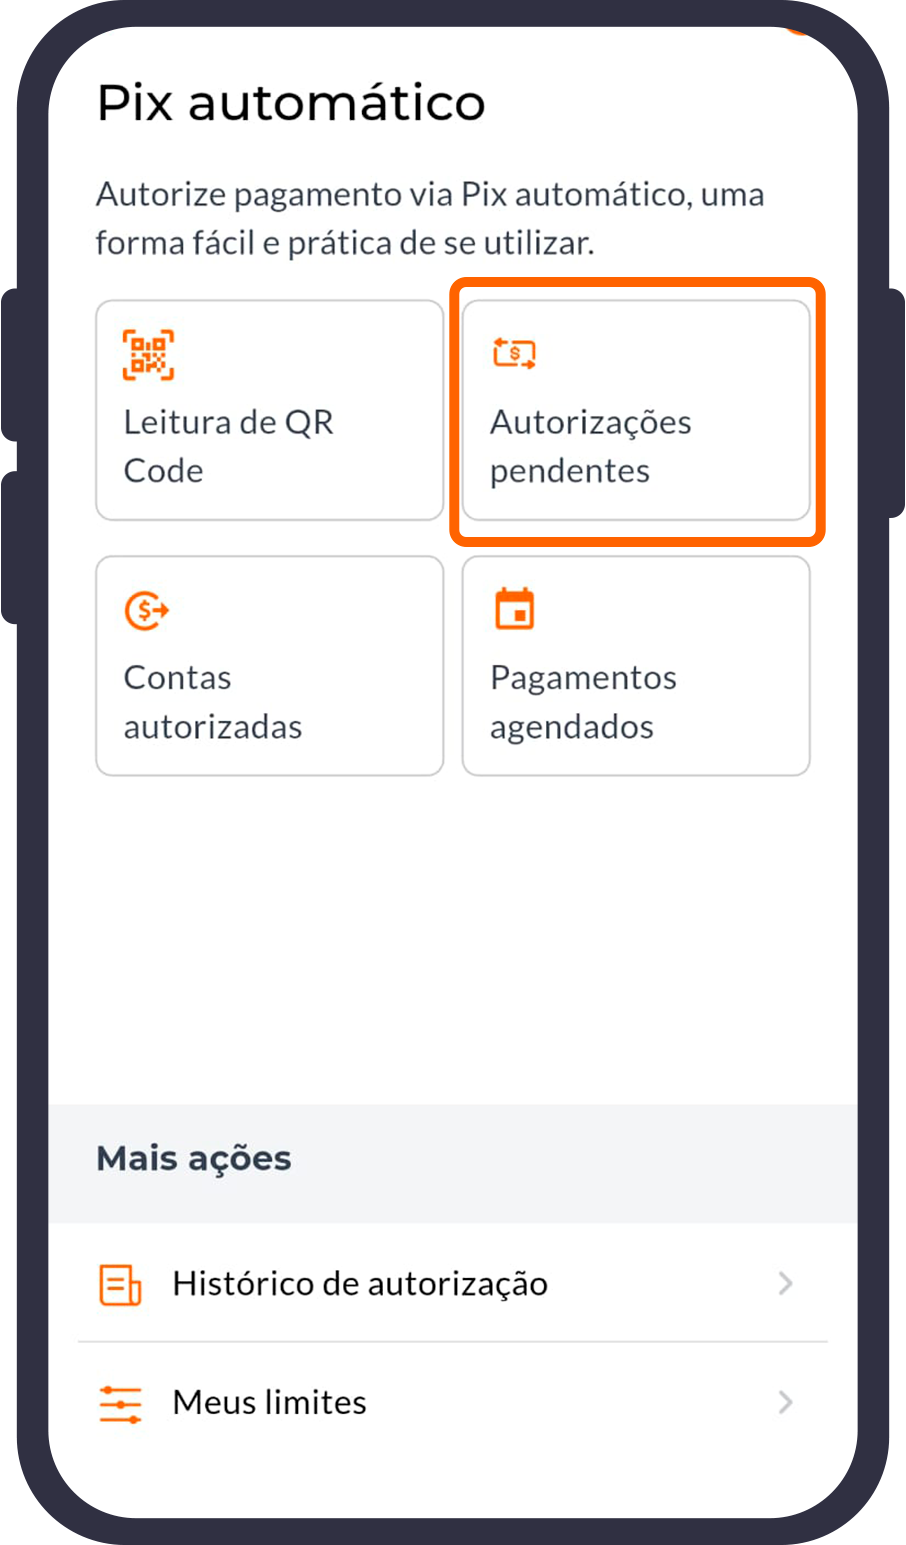 Pix automático
Autorize pagamento via Pix automático, uma
forma fácil e prática de se utilizar.
Leitura de QR
Code
Autorizações
pendentes
Contas
autorizadas
Pagamentos
agendados
Mais ações
Histórico de autorização
Meus limites